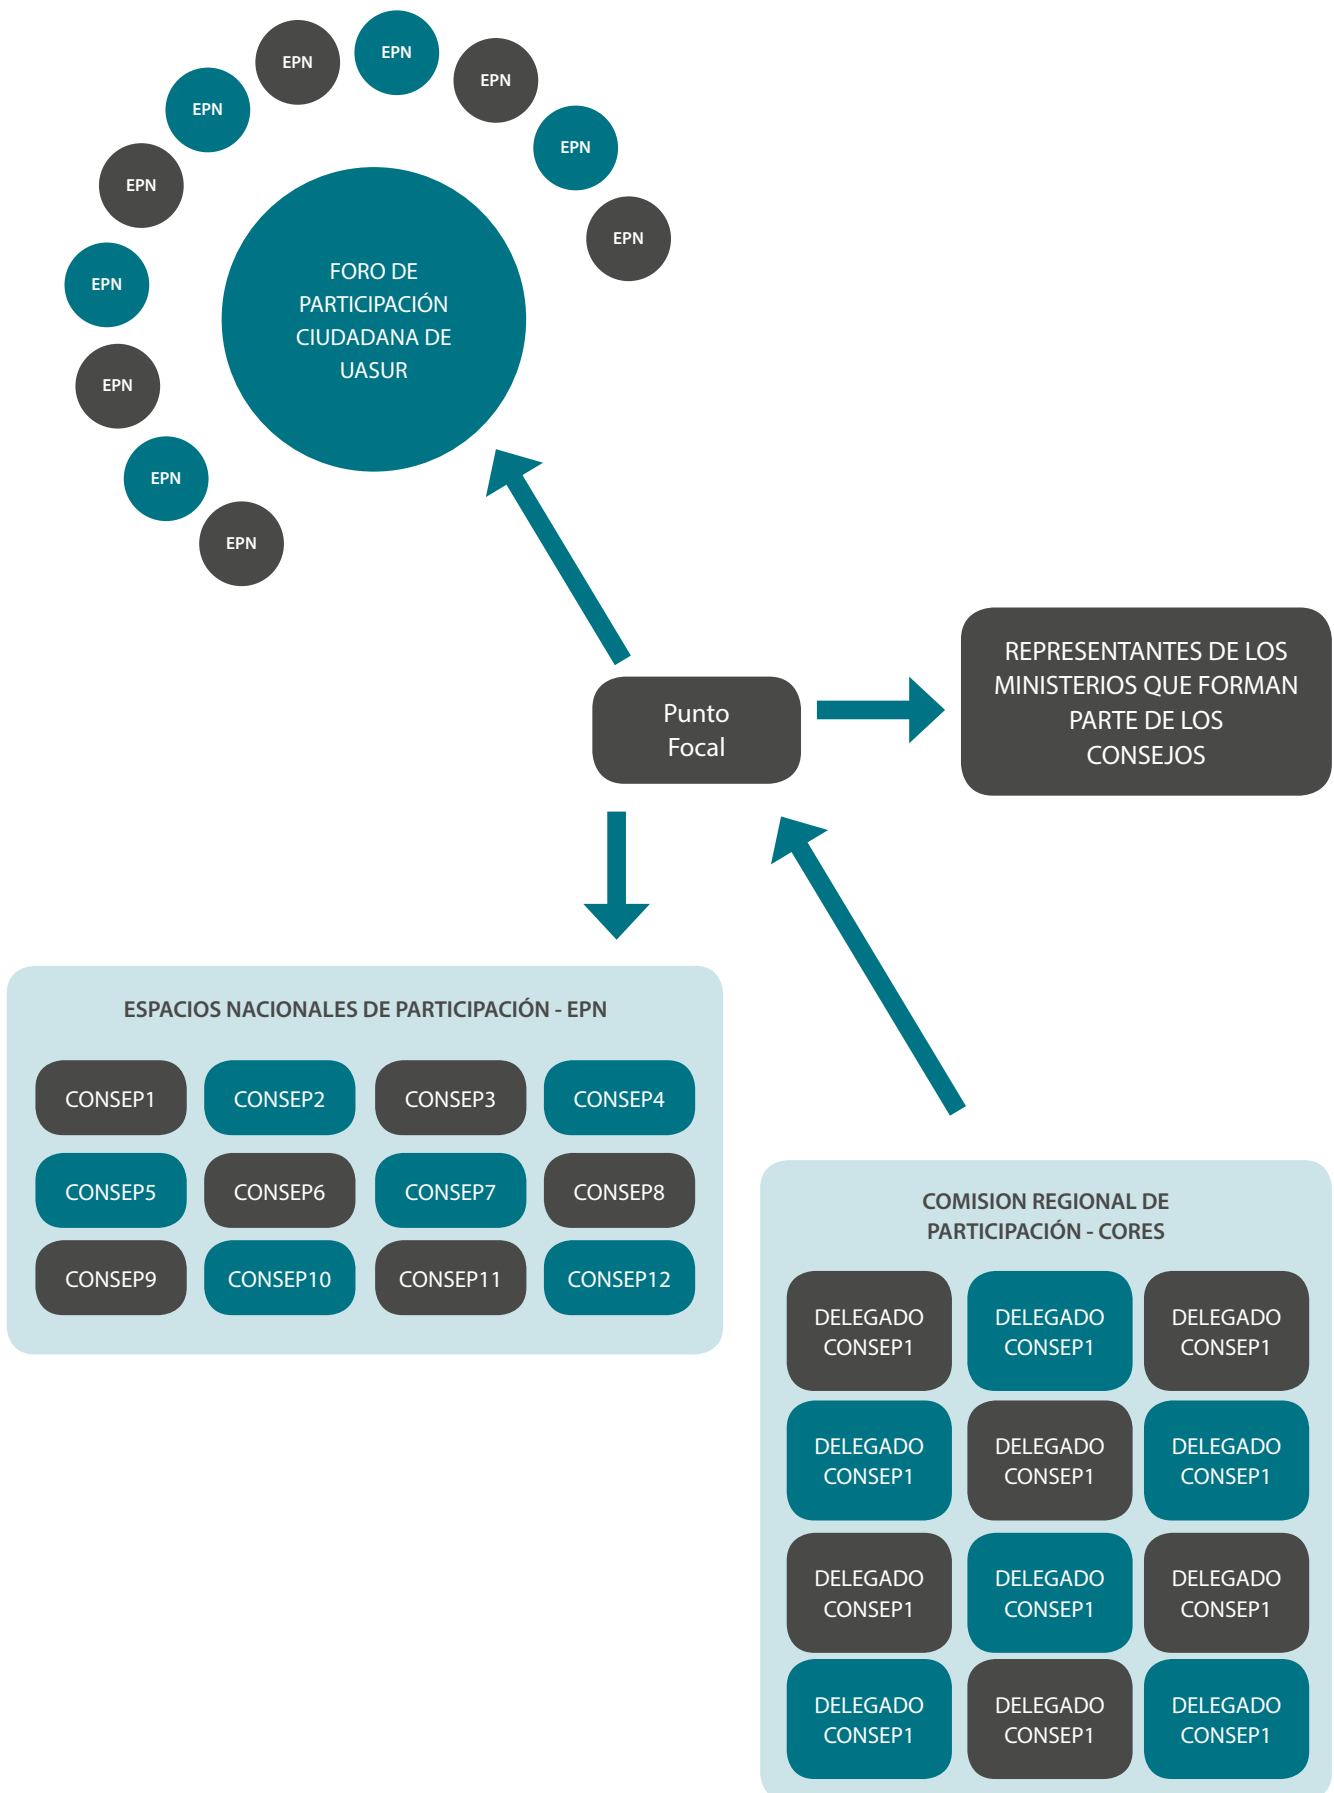 EPN
EPN
EPN
EPN
EPN
EPN
EPN
EPN
EPN
EPN
EPN
FORO DE
PARTICIPACIÓN
CIUDADANA DE
UASUR
REPRESENTANTES DE LOS
MINISTERIOS QUE FORMAN
PARTE DE LOS
CONSEJOS
Punto
Focal
ESPACIOS NACIONALES DE PARTICIPACIÓN - EPN
CONSEP1
CONSEP2
CONSEP3
CONSEP4
CONSEP5
CONSEP6
CONSEP7
CONSEP8
CONSEP9
CONSEP10
CONSEP11
CONSEP12
COMISION REGIONAL DE
PARTICIPACIÓN - CORES
DELEGADO
CONSEP1
DELEGADO
CONSEP1
DELEGADO
CONSEP1
DELEGADO
CONSEP1
DELEGADO
CONSEP1
DELEGADO
CONSEP1
DELEGADO
CONSEP1
DELEGADO
CONSEP1
DELEGADO
CONSEP1
DELEGADO
CONSEP1
DELEGADO
CONSEP1
DELEGADO
CONSEP1